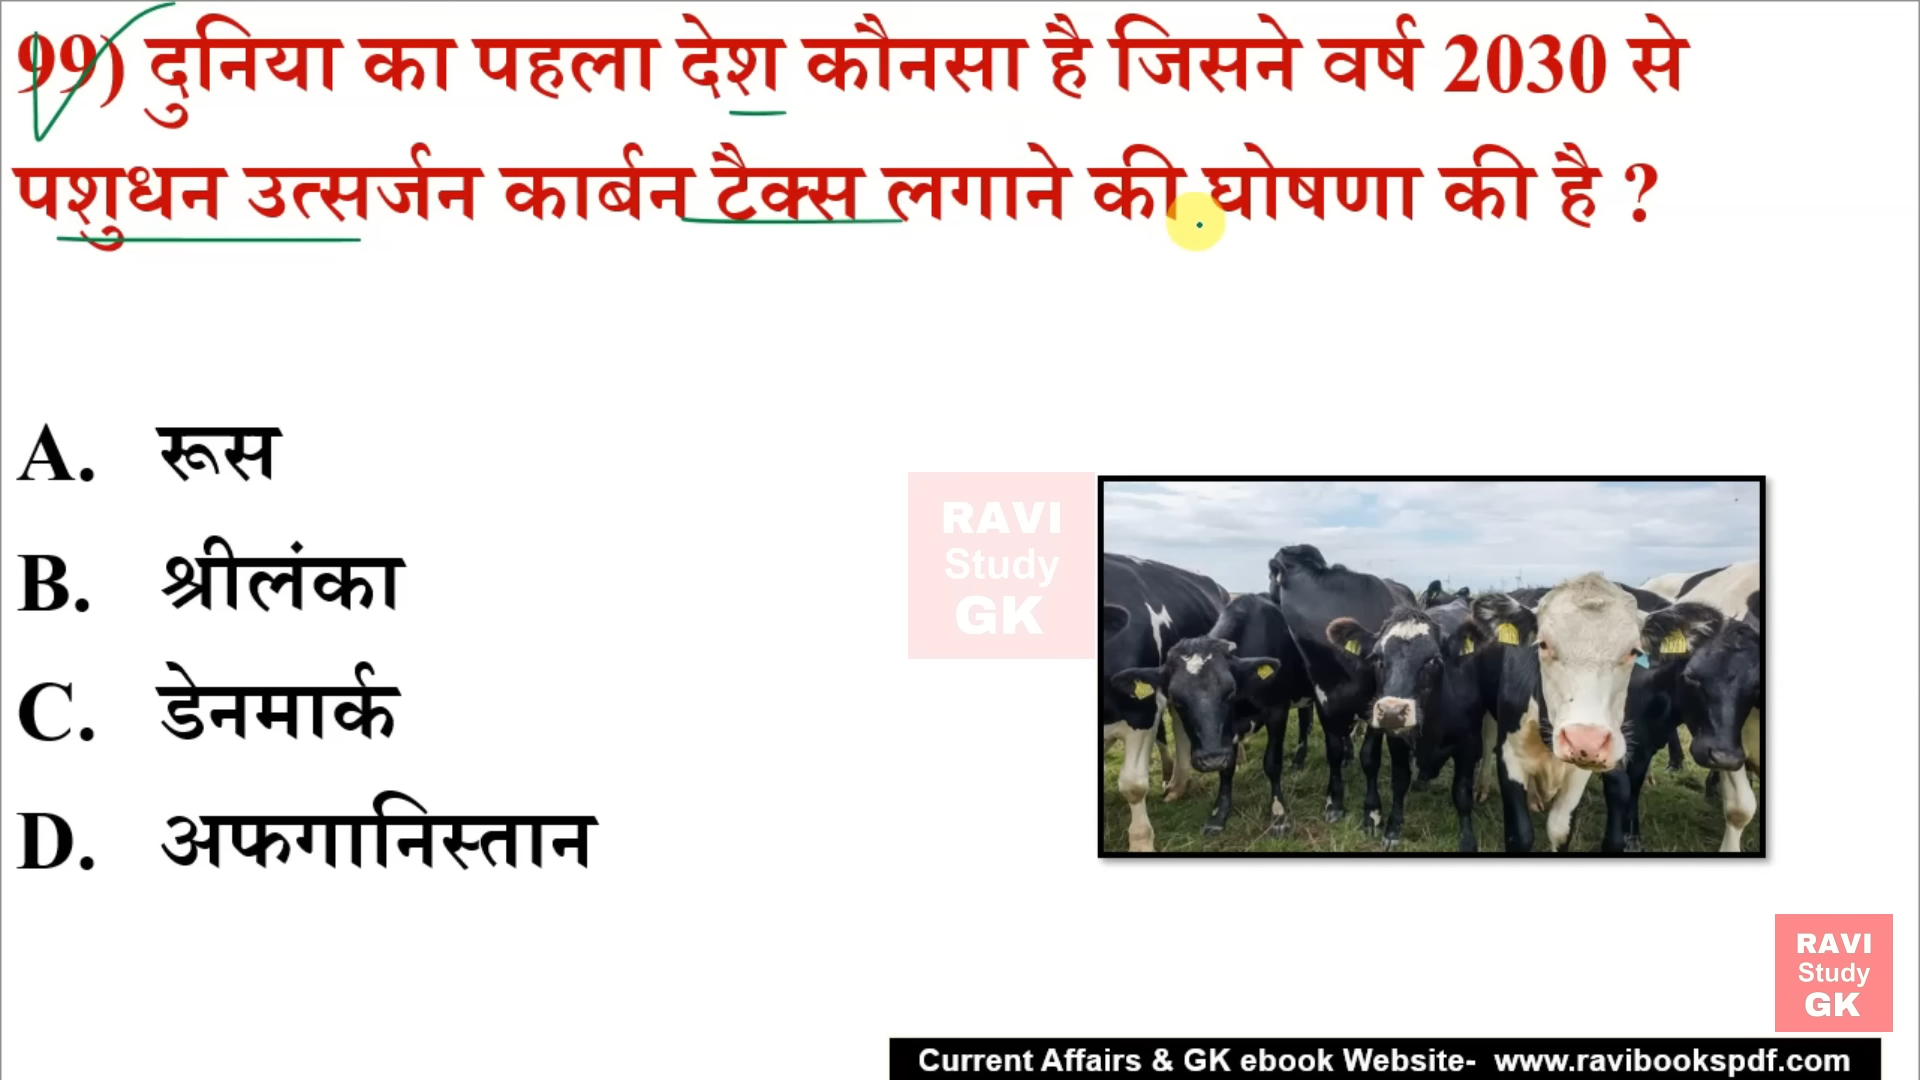 99) दुनिया का पहला देश कौनसा है जिसने वर्ष 2030 से
पशुधन उत्सर्जन कार्बन टैक्स लगाने की घोषणा की है ?
A. रूस
B. श्रीलंका
C. डेनमार्क
D. अफगानिस्तान
RAVI
Study
GK
RAVI
Study
GK
Current Affairs & GK ebook Website- www.ravibookspdf.com